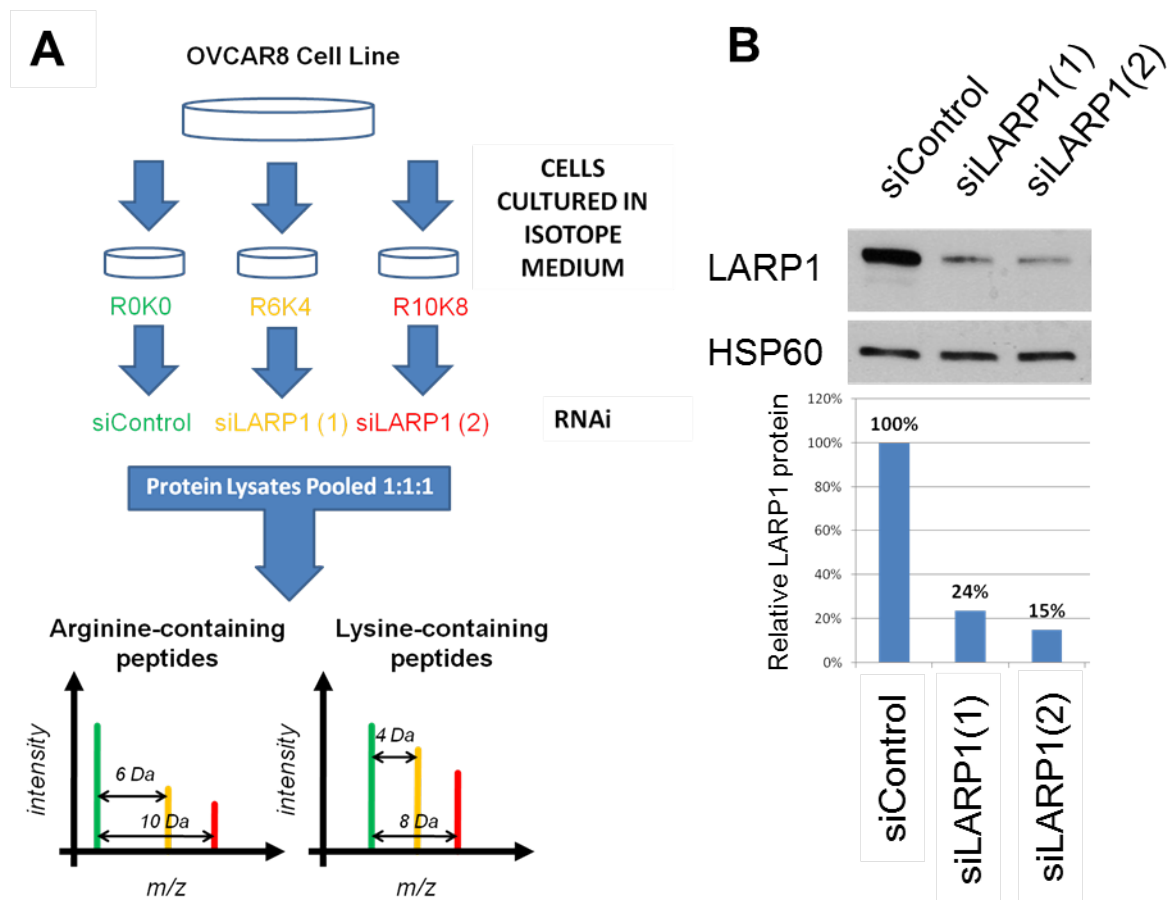 A
OVCAR8 Cell Line
CELLS
CULTURED IN
ISOTOPE
MEDIUM
R0K0 R6K4 R10K8
siControl siLARP1 (1) siLARP1 (2)
RNAi
Protein Lysates Pooled 1:1:1
Arginine-containing
peptides
intensity
6 Da
10 Da
m/z
Lysine-containing
peptides
intensity
4 Da
8 Da
m/z
B
siControl
siLARP1(1)
siLARP1(2)
LARP1
HSP60
Relative LARP1 protein
120%
100%
80%
60%
40%
20%
0%
100%
24%
15%
siControl
siLARP1(1)
siLARP1(2)